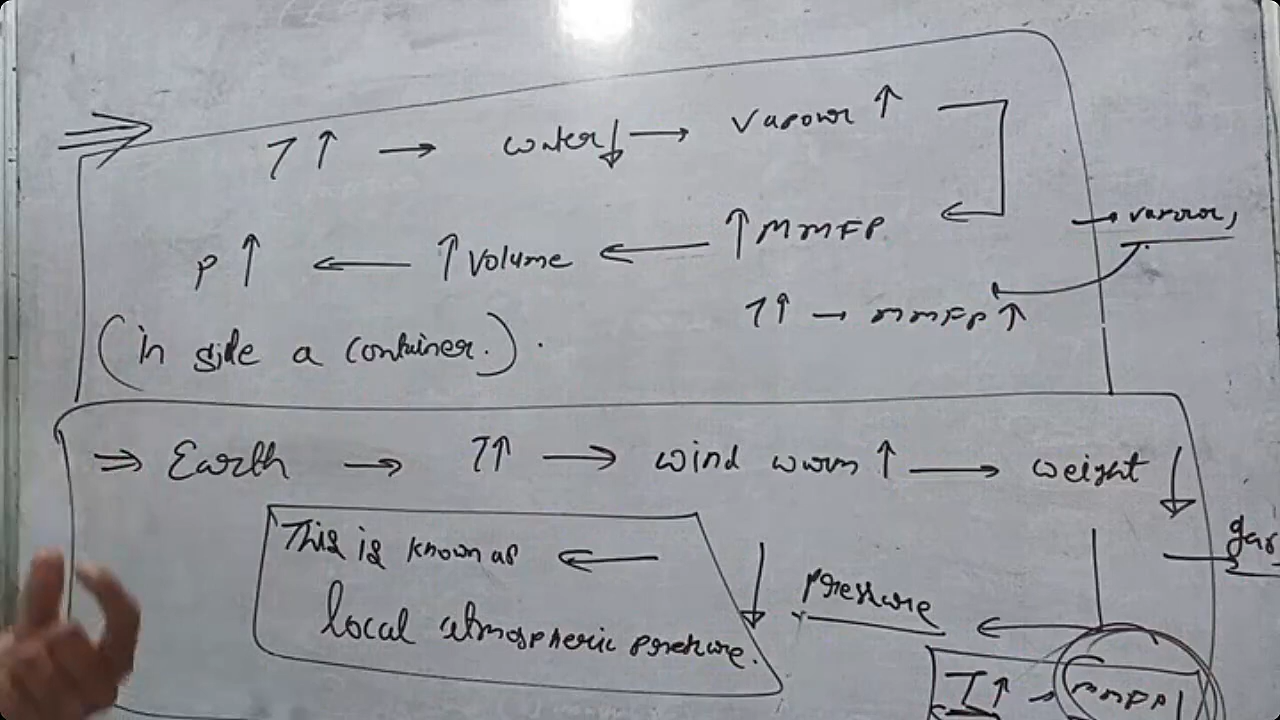 ⇒ T↑ → water↓ → vapour ↑
P ↑ ← ↑ volume ← ↑ MMFP → vapour,
T↑ → MMFP↑
(in side a container.).
⇒ Earth → T↑ → wind warm ↑ → weight ↓
This is known as ← ↓ pressure ← gas
local atmospheric pressure.
T↑ → MMFP